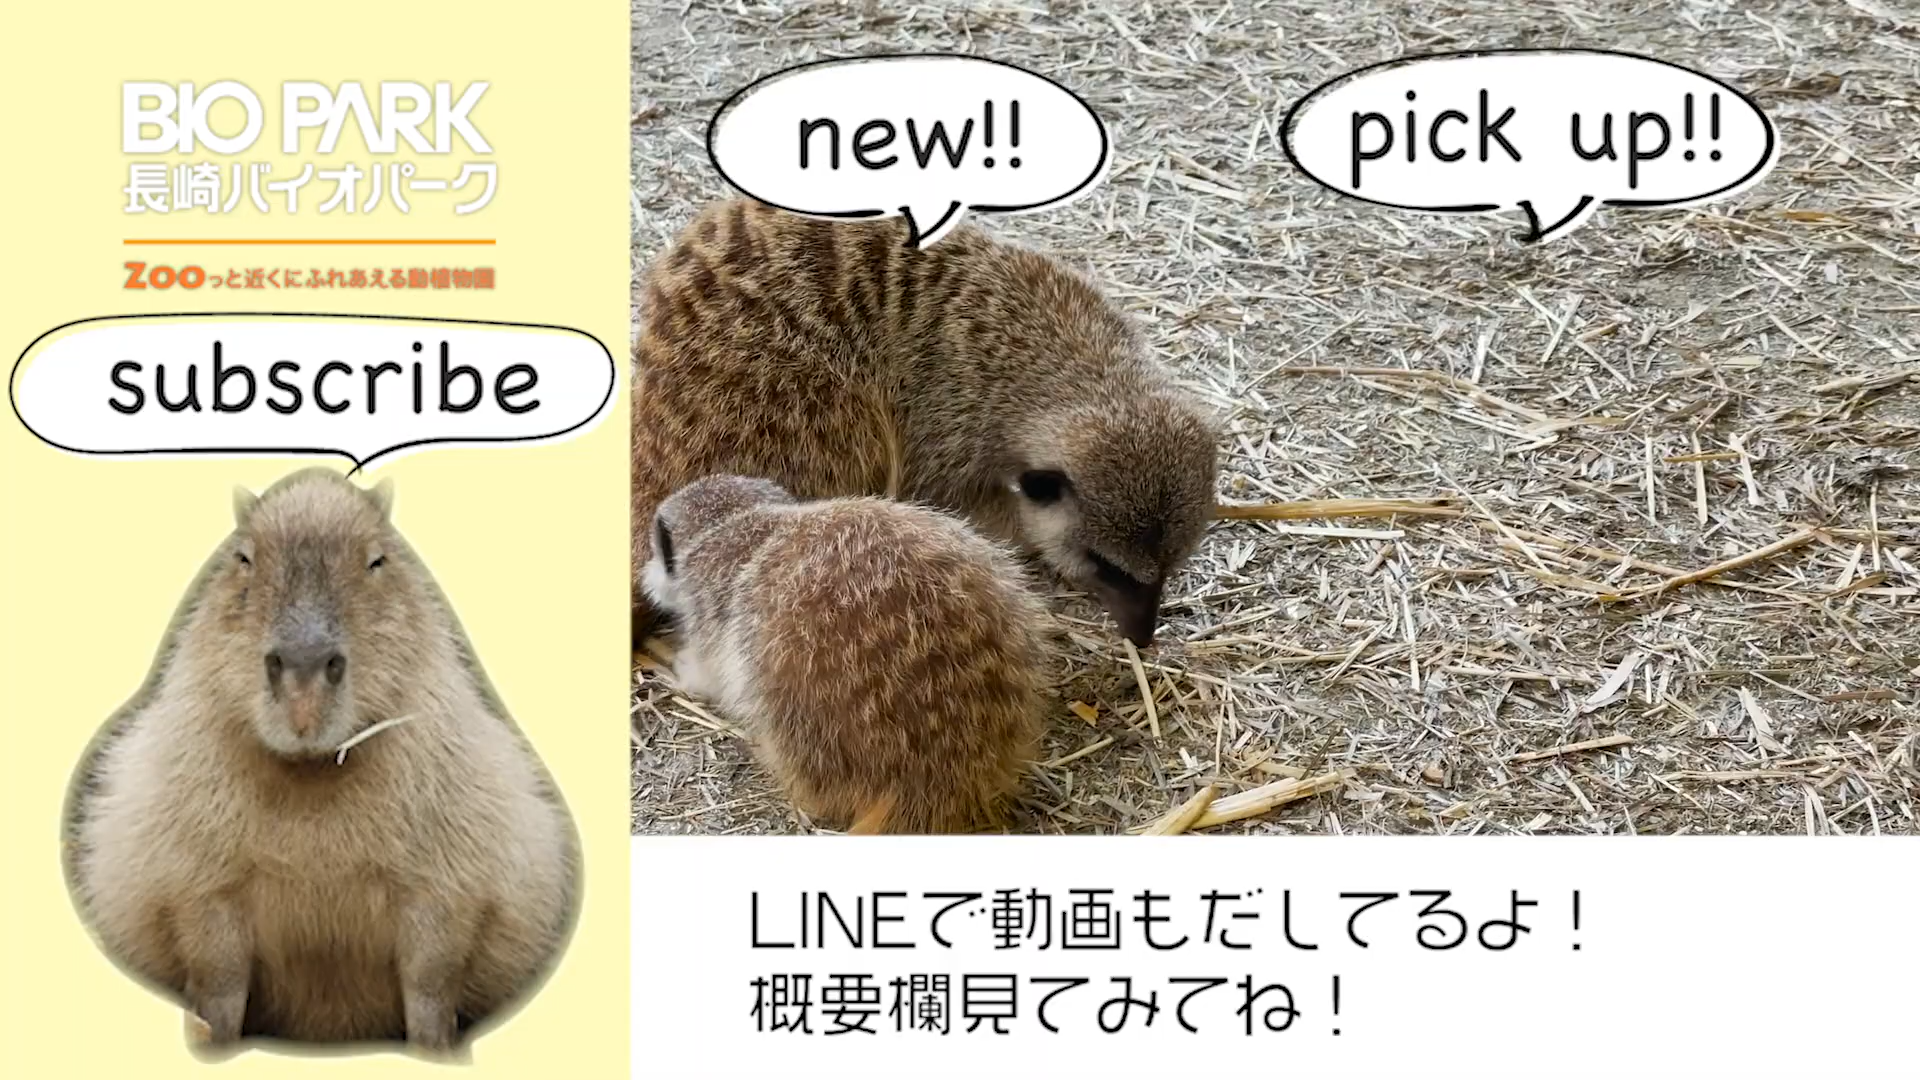 BIO PARK
長崎バイオパーク
ZOOっと近くにふれあえる動植物園
subscribe
new!!
pick up!!
LINEで動画もだしてるよ！
概要欄見てみてね！